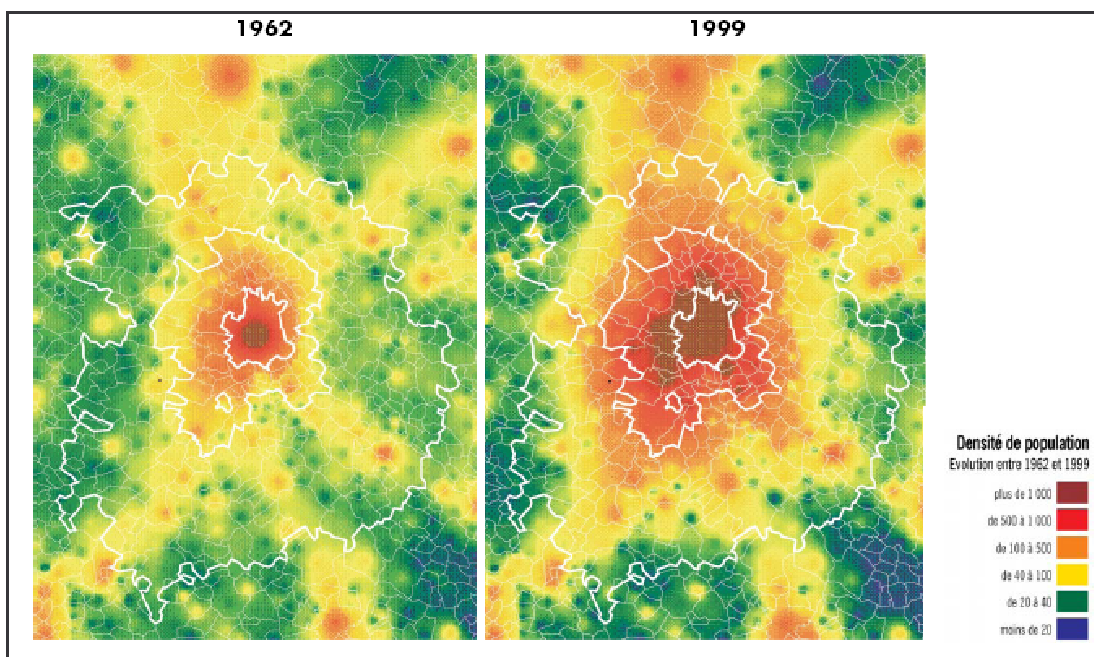 1962
1999
Densité de population
Evolution entre 1962 et 1999
plus de 1 000
de 500 à 1 000
de 100 à 500
de 40 à 100
de 20 à 40
moins de 20